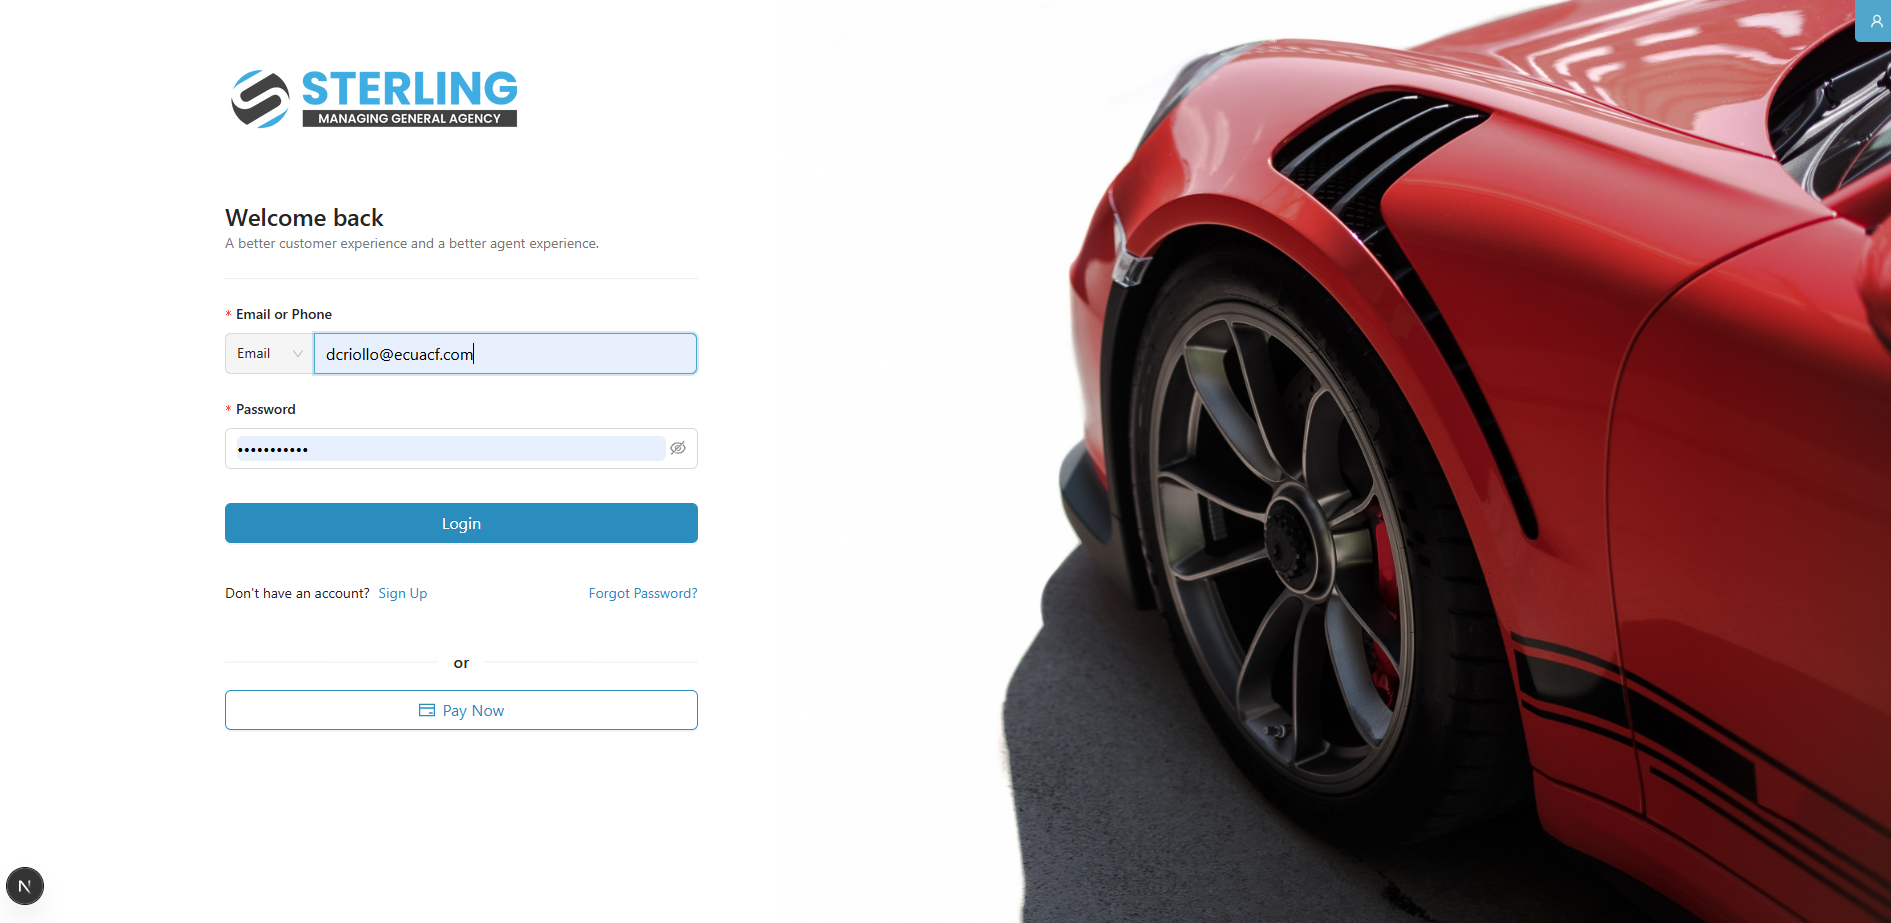 STERLING
MANAGING GENERAL AGENCY
Welcome back
A better customer experience and a better agent experience.
* Email or Phone
Email
dcriollo@ecuacf.com
* Password
•••••••••••
Login
Don't have an account? Sign Up
Forgot Password?
or
Pay Now
N